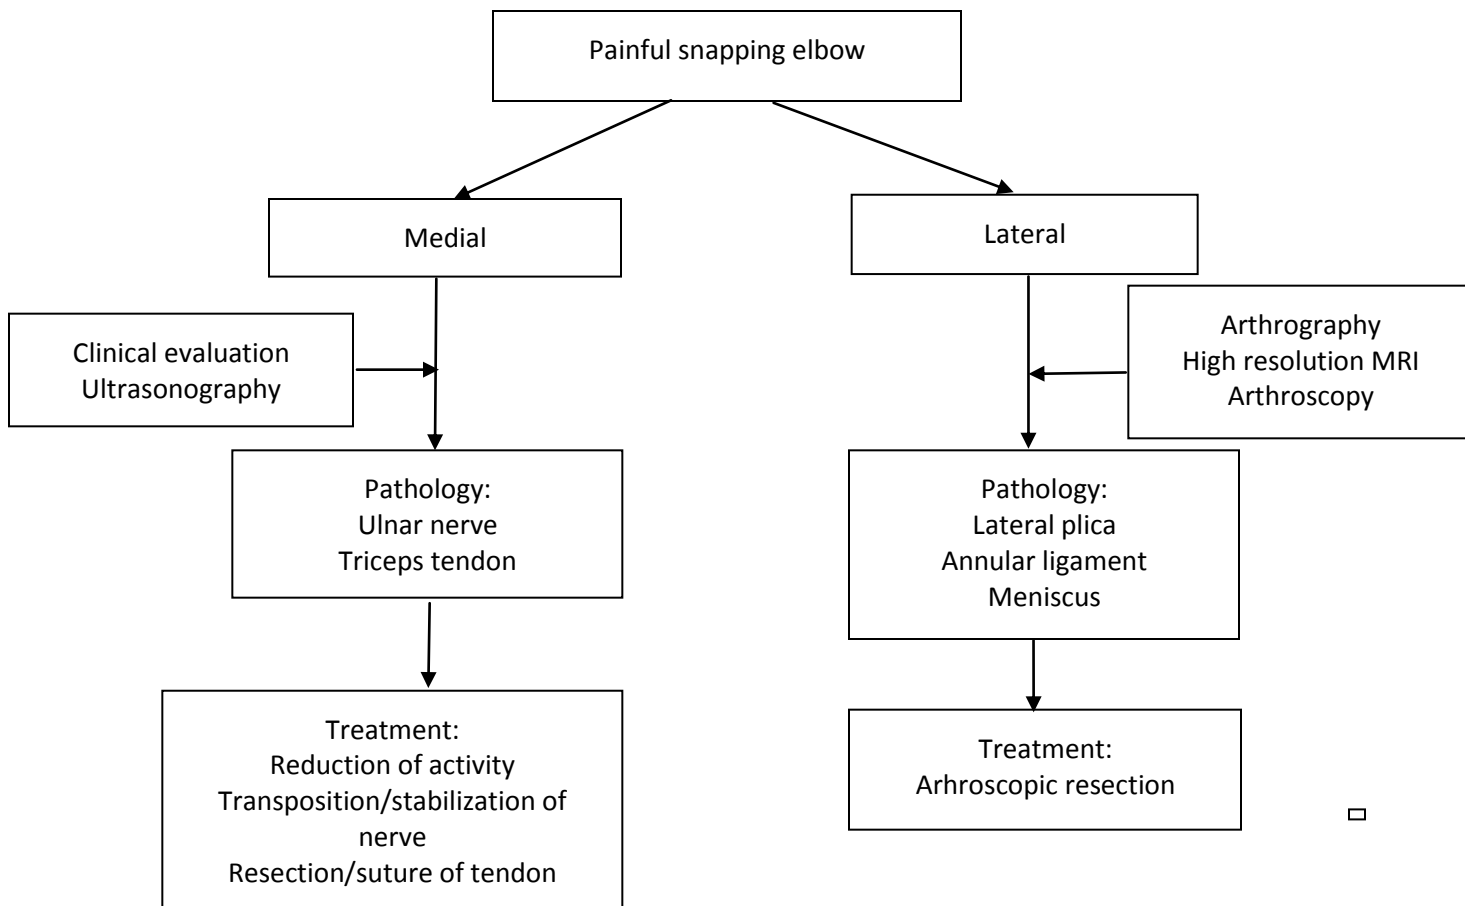 Painful snapping elbow
Medial
Lateral
Clinical evaluation
Ultrasonography
Arthrography
High resolution MRI
Arthroscopy
Pathology:
Ulnar nerve
Triceps tendon
Pathology:
Lateral plica
Annular ligament
Meniscus
Treatment:
Reduction of activity
Transposition/stabilization of
nerve
Resection/suture of tendon
Treatment:
Arhroscopic resection